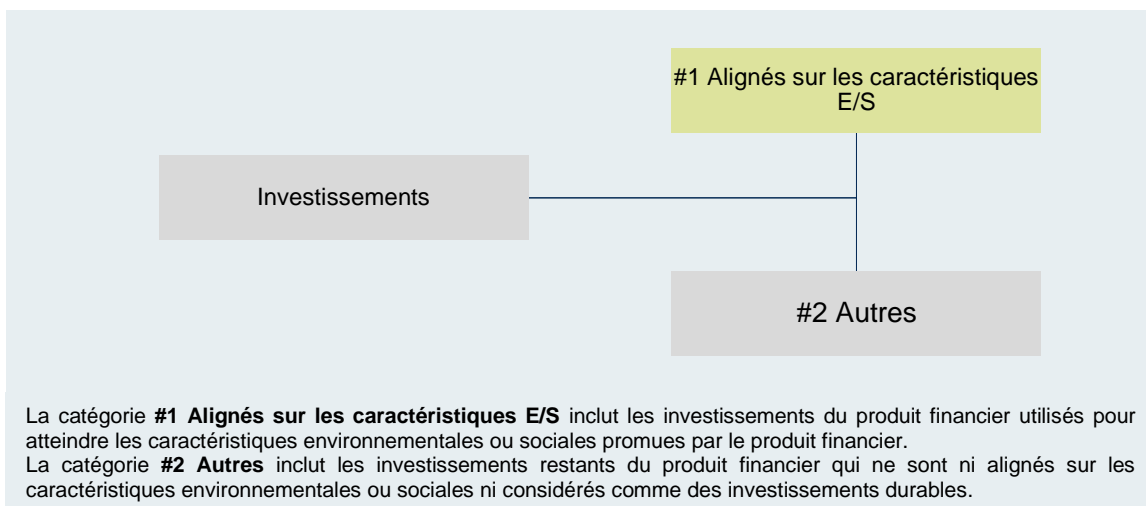 #1 Alignés sur les caractéristiques
E/S
Investissements
#2 Autres
La catégorie #1 Alignés sur les caractéristiques E/S inclut les investissements du produit financier utilisés pour
atteindre les caractéristiques environnementales ou sociales promues par le produit financier.
La catégorie #2 Autres inclut les investissements restants du produit financier qui ne sont ni alignés sur les
caractéristiques environnementales ou sociales ni considérés comme des investissements durables.